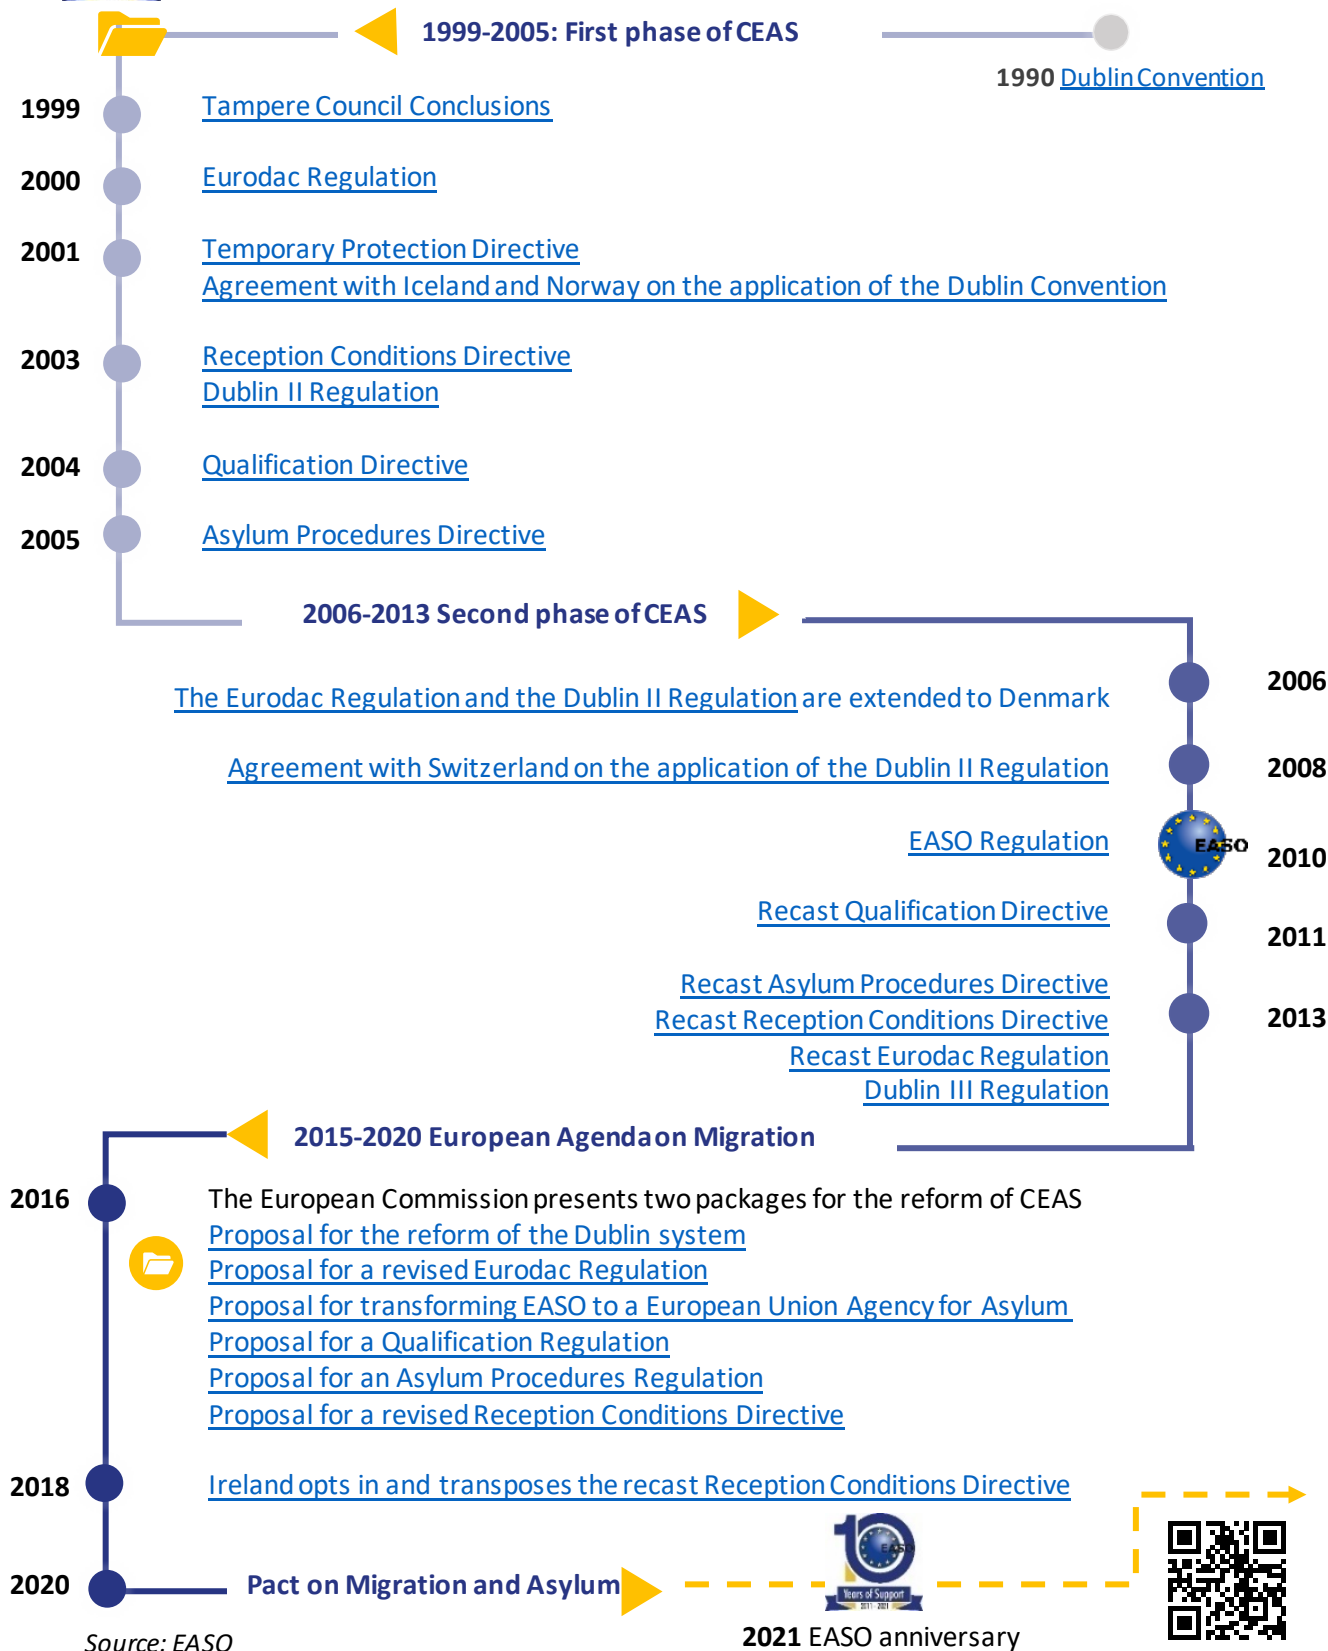 1999-2005: First phase of CEAS
1990 Dublin Convention
1999 Tampere Council Conclusions
2000 Eurodac Regulation
2001 Temporary Protection Directive
Agreement with Iceland and Norway on the application of the Dublin Convention
2003 Reception Conditions Directive
Dublin II Regulation
2004 Qualification Directive
2005 Asylum Procedures Directive
2006-2013 Second phase of CEAS
The Eurodac Regulation and the Dublin II Regulation are extended to Denmark 2006
Agreement with Switzerland on the application of the Dublin II Regulation 2008
EASO Regulation EASO 2010
Recast Qualification Directive 2011
Recast Asylum Procedures Directive
Recast Reception Conditions Directive 2013
Recast Eurodac Regulation
Dublin III Regulation
2015-2020 European Agenda on Migration
2016 The European Commission presents two packages for the reform of CEAS
Proposal for the reform of the Dublin system
Proposal for a revised Eurodac Regulation
Proposal for transforming EASO to a European Union Agency for Asylum
Proposal for a Qualification Regulation
Proposal for an Asylum Procedures Regulation
Proposal for a revised Reception Conditions Directive
2018 Ireland opts in and transposes the recast Reception Conditions Directive
10 EASO
2020 Pact on Migration and Asylum
Years of Support
2011 - 2021
2021 EASO anniversary
Source: EASO